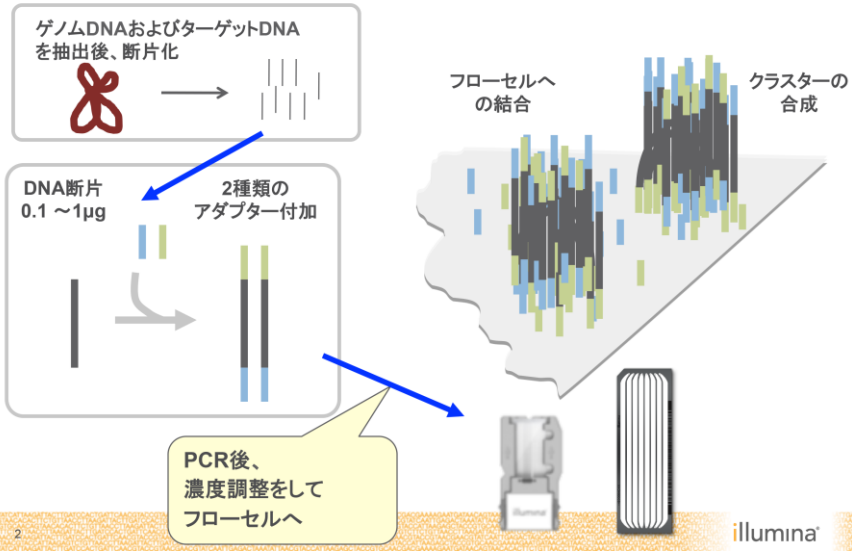 ゲノムDNAおよびターゲットDNA
を抽出後、断片化
DNA断片
0.1 ～1μg
2種類の
アダプター付加
フローセルへ
の結合
クラスターの
合成
PCR後、
濃度調整をして
フローセルへ
illumina
2
illumina